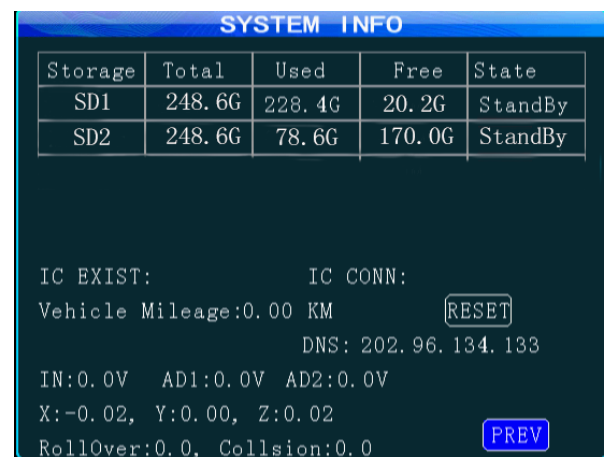 SYSTEM INFO
Storage Total Used Free State
SD1 248.6G 228.4G 20.2G StandBy
SD2 248.6G 78.6G 170.0G StandBy
IC EXIST: IC CONN:
Vehicle Mileage:0.00 KM RESET
DNS: 202.96.134.133
IN:0.0V AD1:0.0V AD2:0.0V
X:-0.02, Y:0.00, Z:0.02
PREV
RollOver:0.0, Collsion:0.0